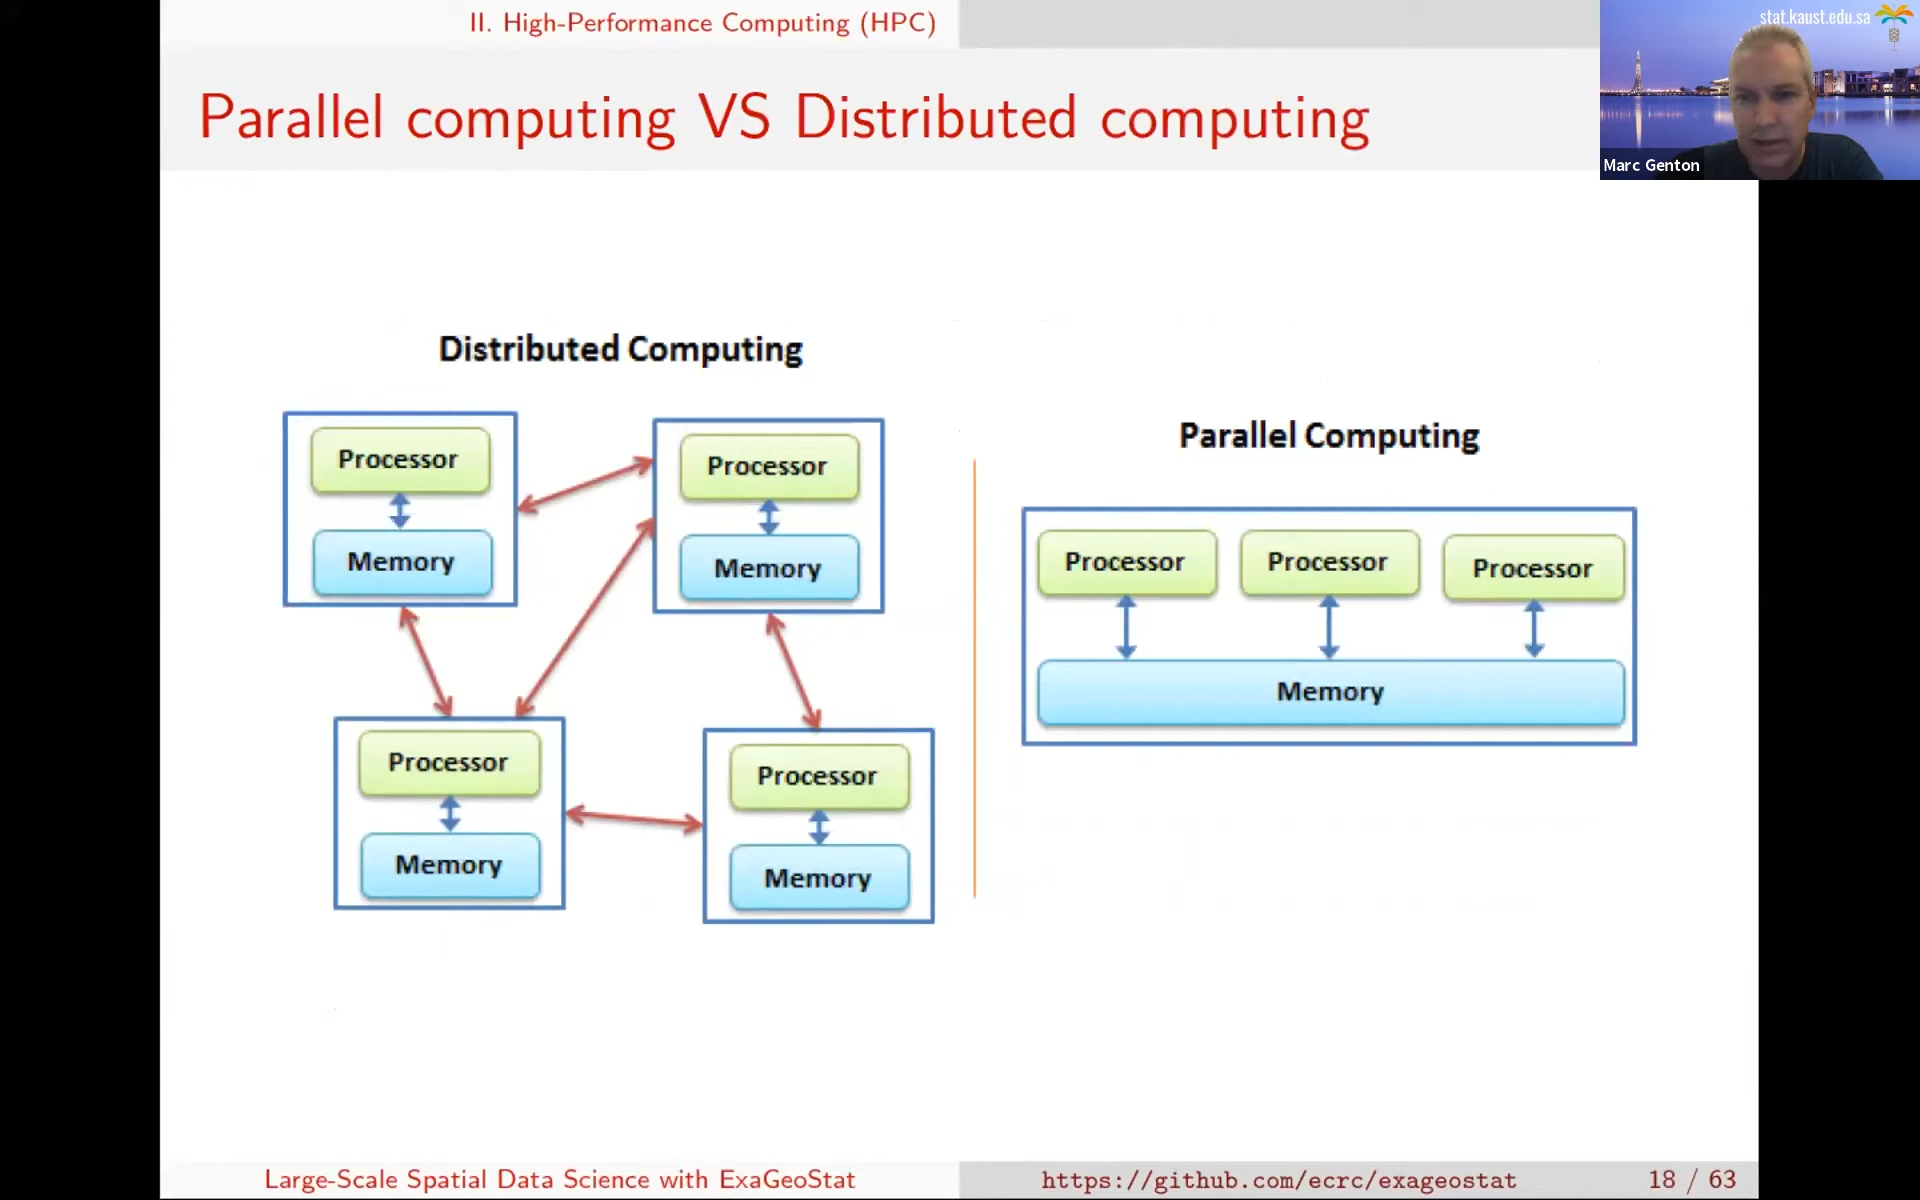 II. High-Performance Computing (HPC)
stat.kaust.edu.sa
Parallel computing VS Distributed computing
Marc Genton
Distributed Computing
Processor
Memory
Processor
Memory
Processor
Memory
Processor
Memory
Parallel Computing
Processor
Processor
Processor
Memory
Large-Scale Spatial Data Science with ExaGeoStat
https://github.com/ecrc/exageostat
18 / 63